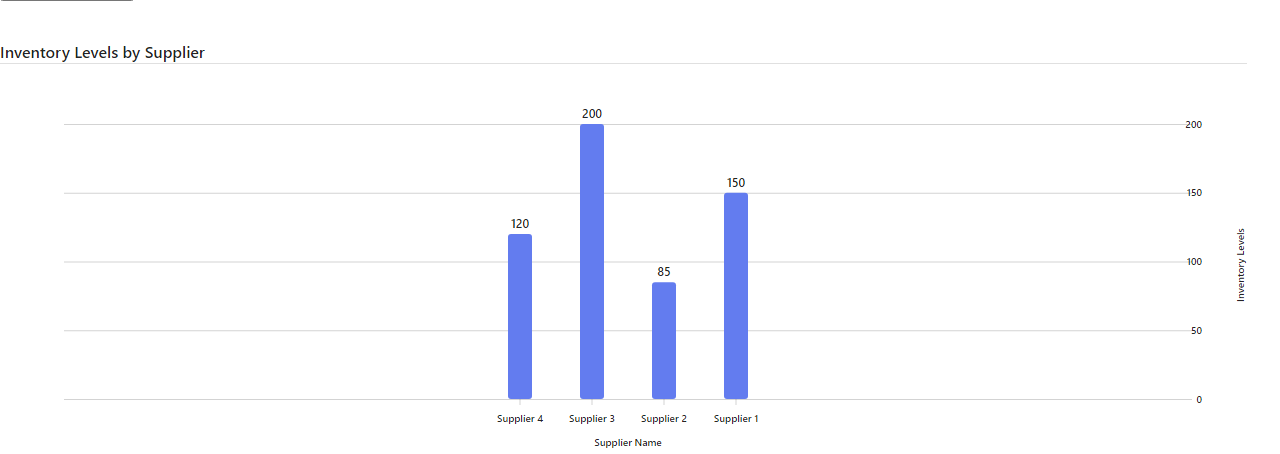 Inventory Levels by Supplier
200
150
120
85
200
150
100
50
0
Inventory Levels
Supplier 4 Supplier 3 Supplier 2 Supplier 1
Supplier Name